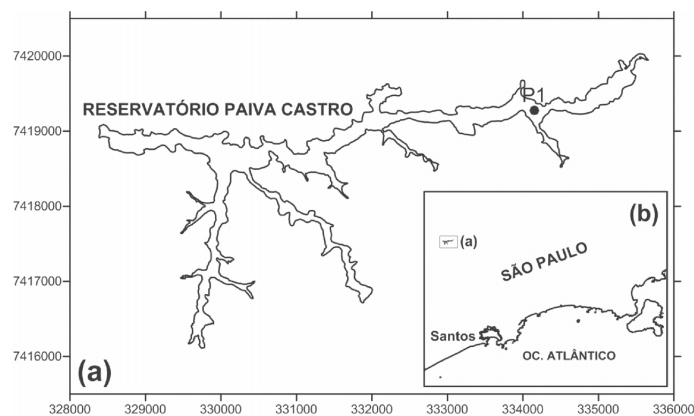 7420000
P1
RESERVATÓRIO PAIVA CASTRO
7419000
7418000
(b)
(a)
SÃO PAULO
7417000
Santos
OC. ATLÂNTICO
7416000
(a)
328000 329000 330000 331000 332000 333000 334000 335000 336000